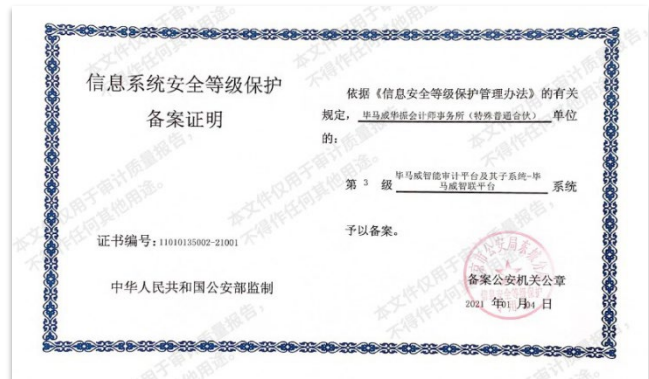 信息系统安全等级保护
备案证明
证书编号:11010135002-21001
中华人民共和国公安部监制
依据《信息安全等级保护管理办法》的有关
规定, 毕马威华振会计师事务所(特殊普通合伙) 单位
的:
第 3 级 毕马威智能审计平台及其子系统-毕
马威智联平台 系统
予以备案。
备案公安机关公章
2021 年01 月04 日
本文件仅用于审计质量报告,
不得作任何其他用途。